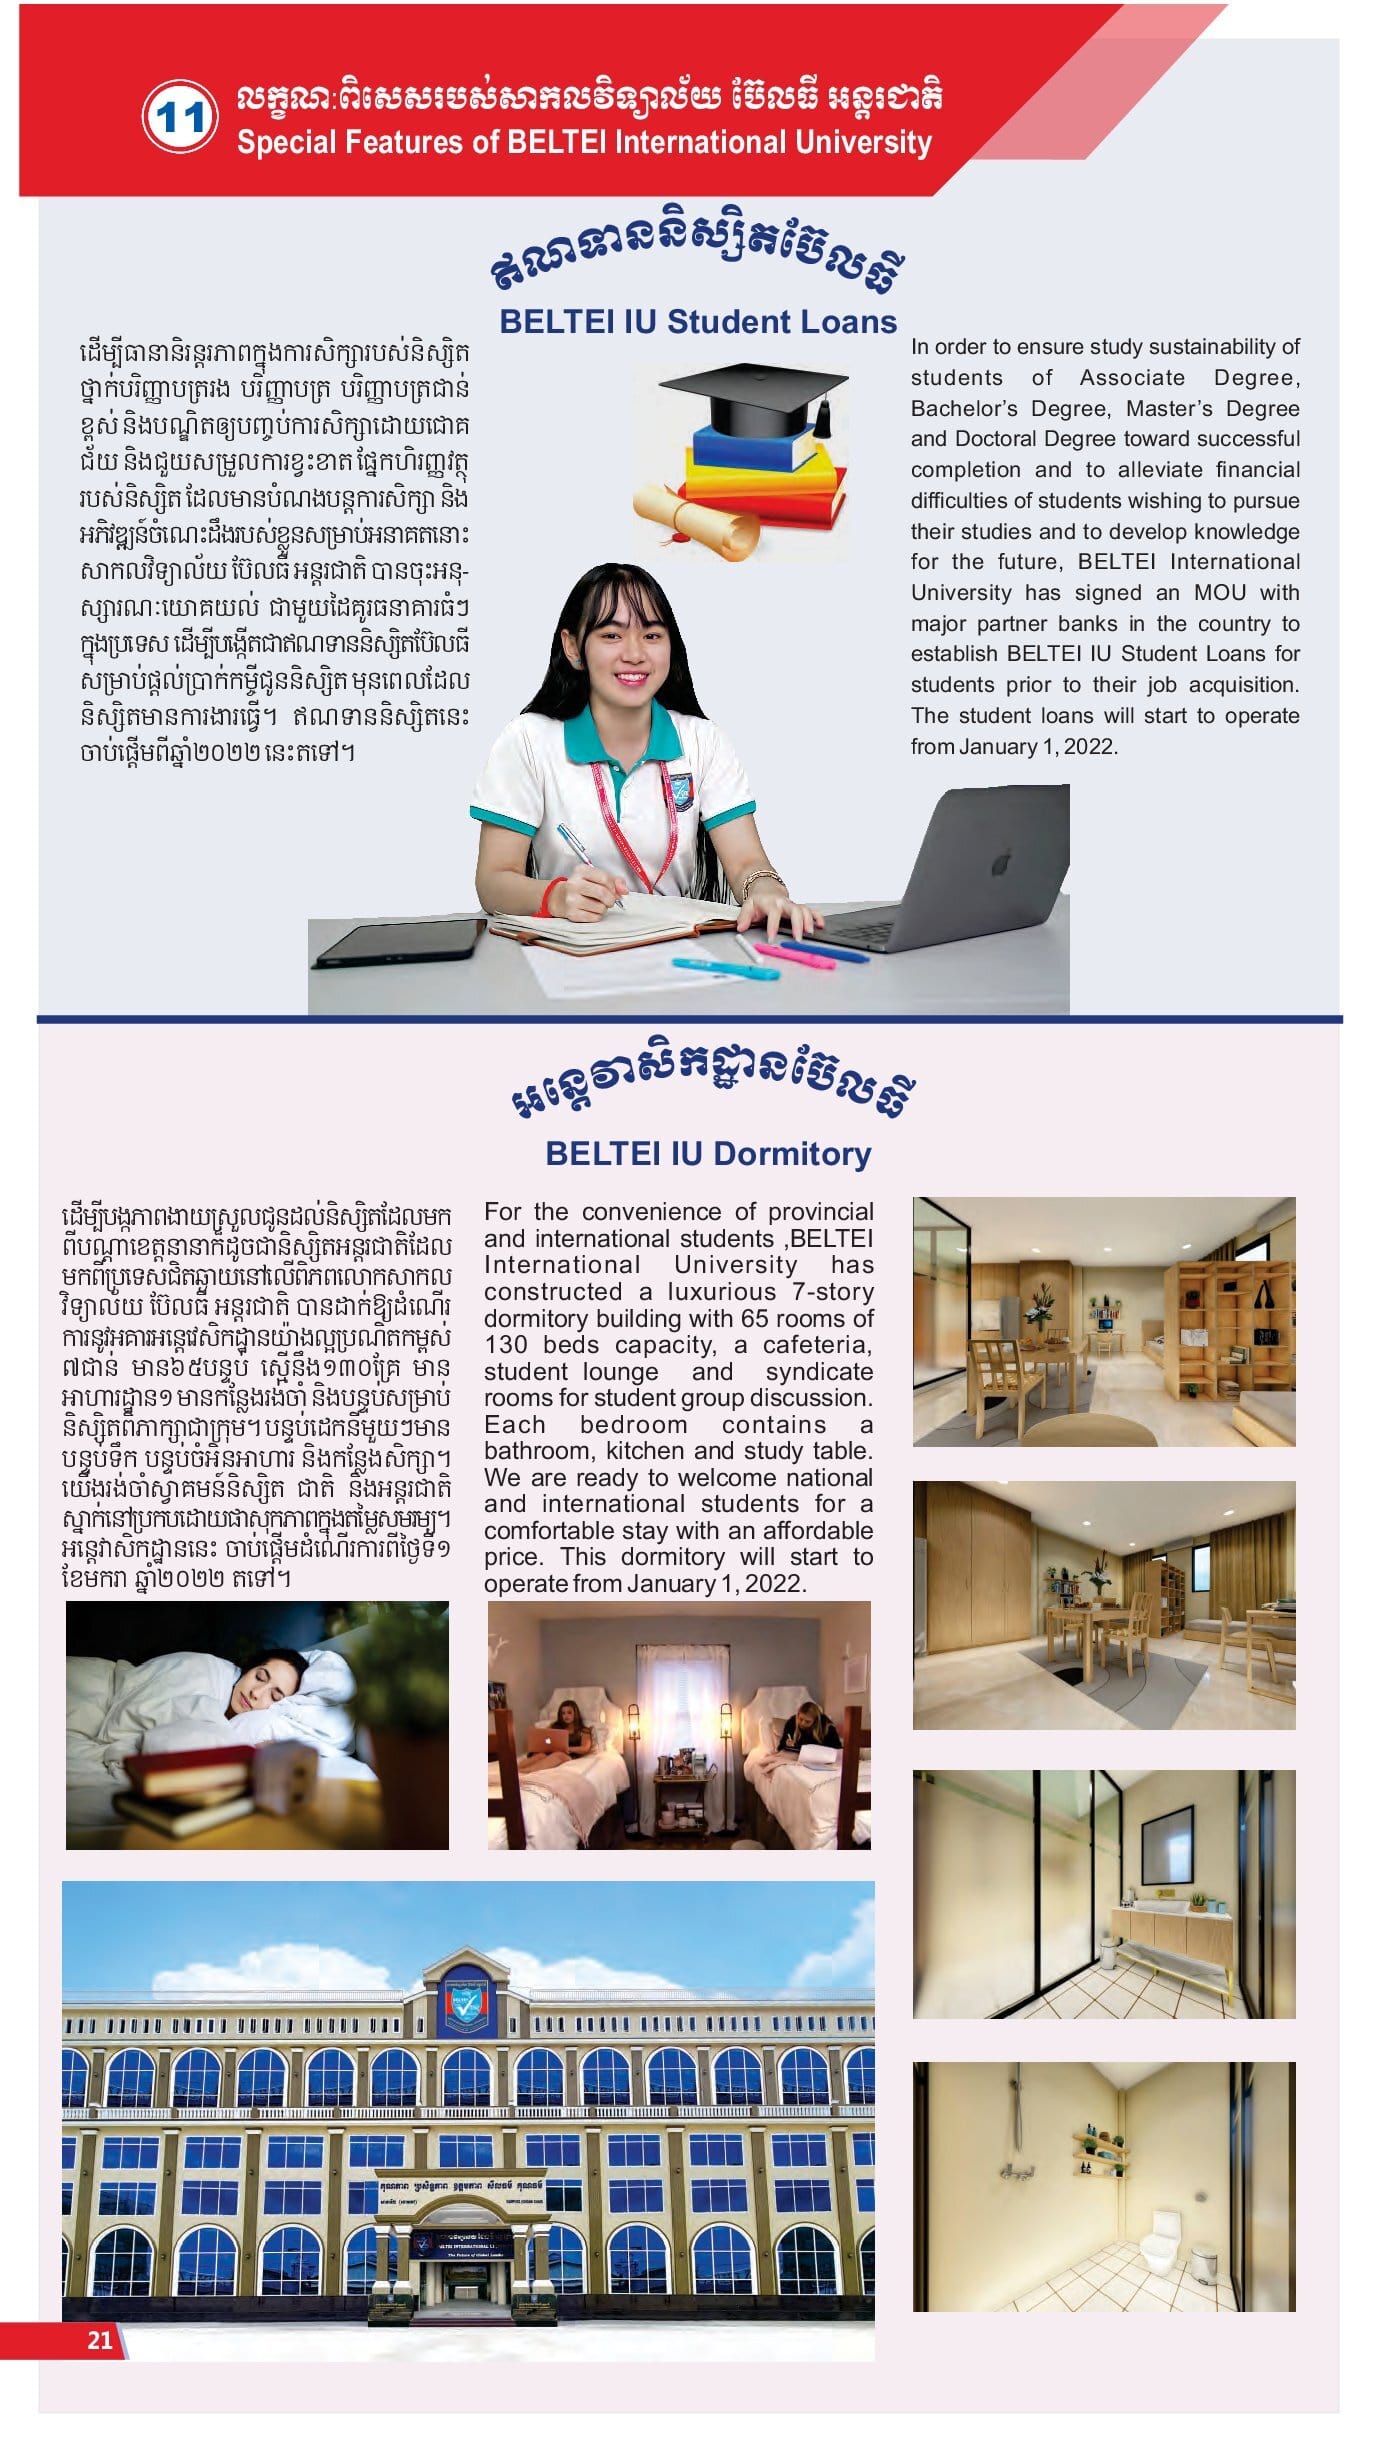 11
លក្ខណៈពិសេសរបស់សាកលវិទ្យាល័យ ប៊ែលធី អន្តរជាតិ
Special Features of BELTEI International University
ឥណទាននិស្សិតប៊ែលធី
BELTEI IU Student Loans
ដើម្បីធានានិរន្តរភាពក្នុងការសិក្សារបស់និស្សិត
ថ្នាក់បរិញ្ញាបត្ររង បរិញ្ញាបត្រ បរិញ្ញាបត្រជាន់
ខ្ពស់ និងបណ្ឌិតឲ្យបញ្ចប់ការសិក្សាដោយជោគ
ជ័យ និងជួយសម្រួលការខ្វះខាត ផ្នែកហិរញ្ញវត្ថុ
របស់និស្សិត ដែលមានបំណងបន្តការសិក្សា និង
អភិវឌ្ឍន៍ចំណេះដឹងរបស់ខ្លួនសម្រាប់អនាគតនោះ
សាកលវិទ្យាល័យ ប៊ែលធី អន្តរជាតិ បានចុះអនុ-
ស្សារណៈយោគយល់ ជាមួយដៃគូរធនាគារធំៗ
ក្នុងប្រទេស ដើម្បីបង្កើតជាឥណទាននិស្សិតប៊ែលធី
សម្រាប់ផ្តល់ប្រាក់កម្ចីជូននិស្សិត មុនពេលដែល
និស្សិតមានការងារធ្វើ។ ឥណទាននិស្សិតនេះ
ចាប់ផ្តើមពីឆ្នាំ២០២២ នេះតទៅ។
In order to ensure study sustainability of
students of Associate Degree,
Bachelor's Degree, Master's Degree
and Doctoral Degree toward successful
completion and to alleviate financial
difficulties of students wishing to pursue
their studies and to develop knowledge
for the future, BELTEI International
University has signed an MOU with
major partner banks in the country to
establish BELTEI IU Student Loans for
students prior to their job acquisition.
The student loans will start to operate
from January 1, 2022.
អន្តេវាសិកដ្ឋានប៊ែលធី
BELTEI IU Dormitory
ដើម្បីបង្កភាពងាយស្រួលជូនដល់និស្សិតដែលមក
ពីបណ្តាខេត្តនានាក៏ដូចជានិស្សិតអន្តរជាតិដែល
មកពីប្រទេសជិតឆ្ងាយនៅលើពិភពលោកសាកល
វិទ្យាល័យ ប៊ែលធី អន្តរជាតិ បានដាក់ឱ្យដំណើរ
ការនូវអគារអន្តេវសិកដ្ឋានយ៉ាងល្អប្រណិតកម្ពស់
៧ជាន់ មាន៦៥បន្ទប់ ស្មើនឹង១៣០គ្រែ មាន
អាហារដ្ឋាន១ មានកន្លែងរង់ចាំ និងបន្ទប់សម្រាប់
និស្សិតពិភាក្សាជាក្រុម។ បន្ទប់ដេកនីមួយៗមាន
បន្ទប់ទឹក បន្ទប់ចំអិនអាហារ និងកន្លែងសិក្សា។
យើងរង់ចាំស្វាគមន៍និស្សិត ជាតិ និងអន្តរជាតិ
ស្នាក់នៅប្រកបដោយផាសុកភាពក្នុងតម្លៃសមរម្យ។
អន្តេវាសិកដ្ឋាននេះ ចាប់ផ្តើមដំណើរការពីថ្ងៃទី១
ខែមករា ឆ្នាំ២០២២ តទៅ។
For the convenience of provincial
and international students ,BELTEI
International University has
constructed a luxurious 7-story
dormitory building with 65 rooms of
130 beds capacity, a cafeteria,
student lounge and syndicate
rooms for student group discussion.
Each bedroom contains a
bathroom, kitchen and study table.
We are ready to welcome national
and international students for a
comfortable stay with an affordable
price. This dormitory will start to
operate from January 1, 2022.
គុណភាព ប្រសិទ្ធភាព ឧត្តមភាព សីលធម៌ គុណធម៌
The Future of Global Leader
21